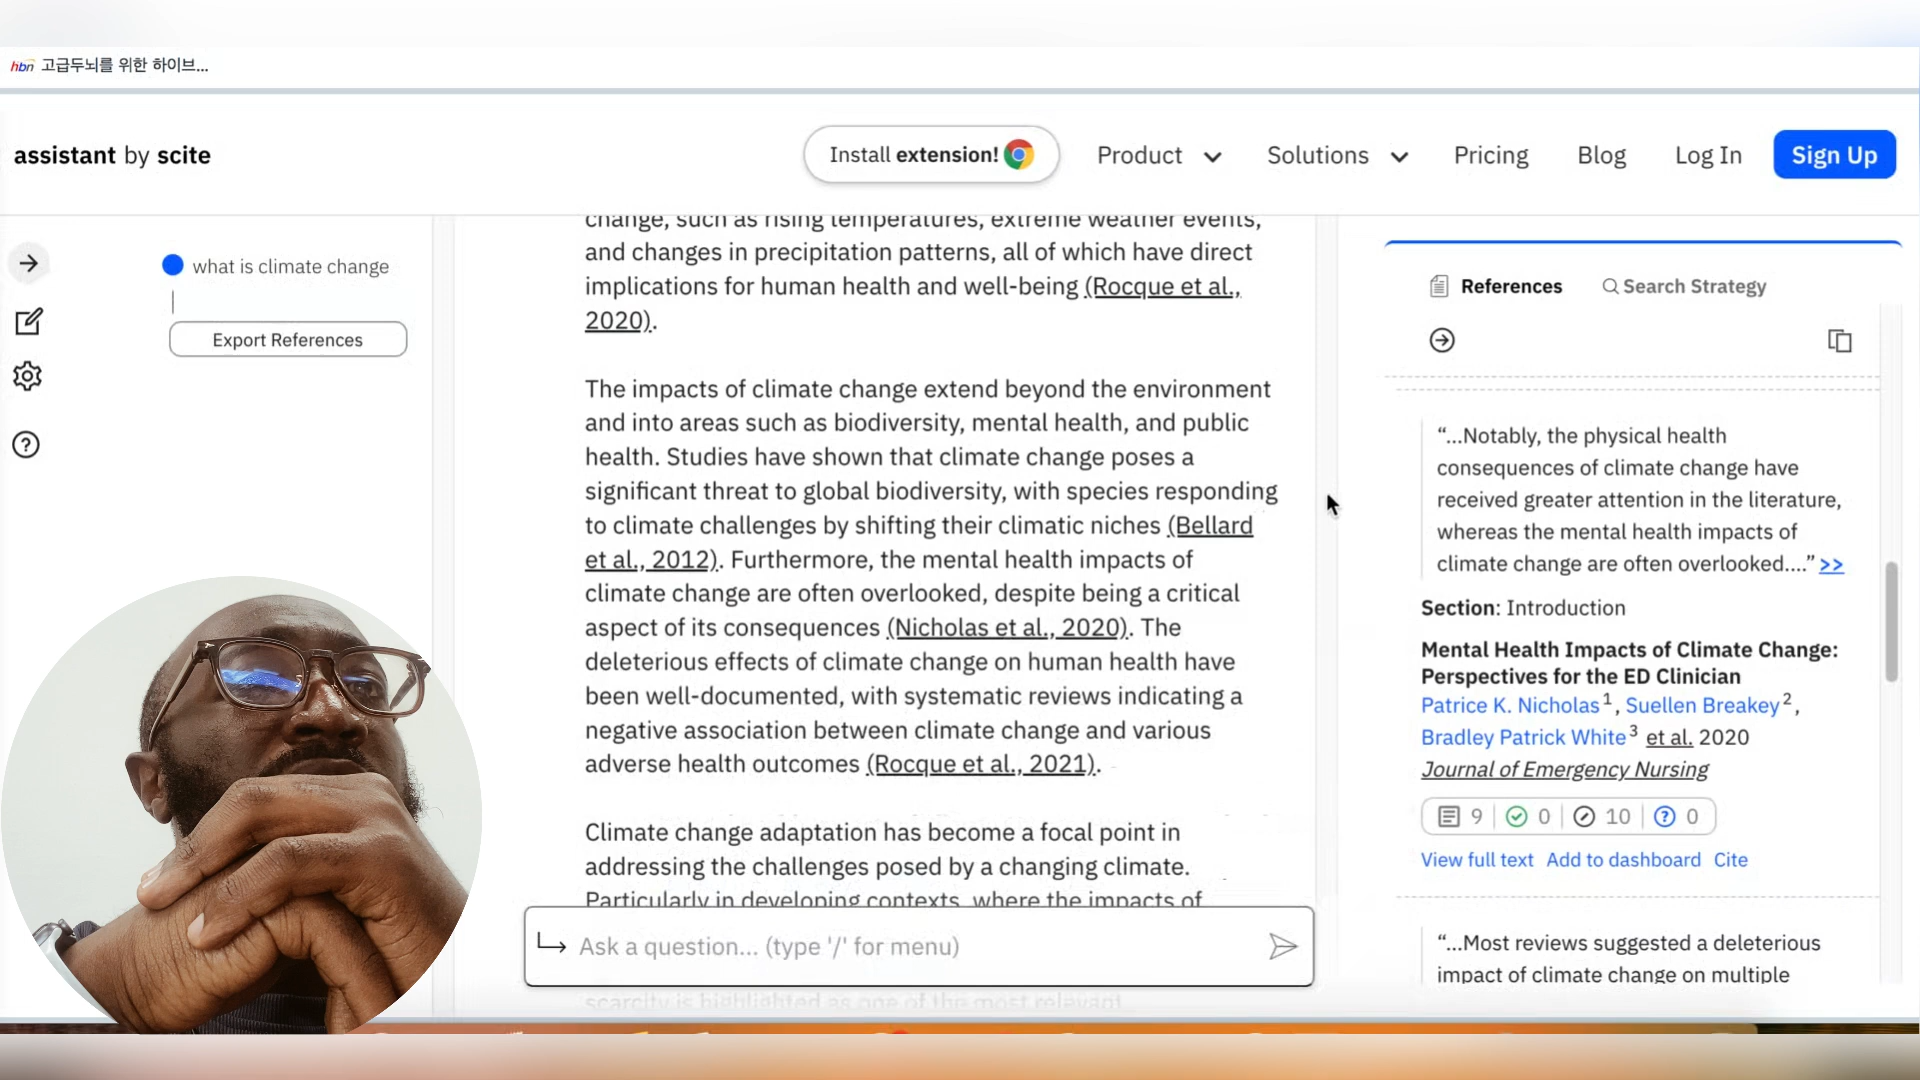 hbn 고급두뇌를 위한 하이브...
assistant by scite
Install extension!
Product
Solutions
Pricing
Blog
Log In
Sign Up
what is climate change
Export References
change, such as rising temperatures, extreme weather events,
and changes in precipitation patterns, all of which have direct
implications for human health and well-being (Rocque et al.,
2020).
The impacts of climate change extend beyond the environment
and into areas such as biodiversity, mental health, and public
health. Studies have shown that climate change poses a
significant threat to global biodiversity, with species responding
to climate challenges by shifting their climatic niches (Bellard
et al., 2012). Furthermore, the mental health impacts of
climate change are often overlooked, despite being a critical
aspect of its consequences (Nicholas et al., 2020). The
deleterious effects of climate change on human health have
been well-documented, with systematic reviews indicating a
negative association between climate change and various
adverse health outcomes (Rocque et al., 2021).
Climate change adaptation has become a focal point in
addressing the challenges posed by a changing climate.
Particularly in developing contexts, where the impacts of
Ask a question... (type '/' for menu)
scarcity is highlighted as one of the most relevant
References
Search Strategy
“...Notably, the physical health
consequences of climate change have
received greater attention in the literature,
whereas the mental health impacts of
climate change are often overlooked....” >>
Section: Introduction
Mental Health Impacts of Climate Change:
Perspectives for the ED Clinician
Patrice K. Nicholas 1, Suellen Breakey 2,
Bradley Patrick White 3 et al. 2020
Journal of Emergency Nursing
9 0 10 0
View full text Add to dashboard Cite
“...Most reviews suggested a deleterious
impact of climate change on multiple